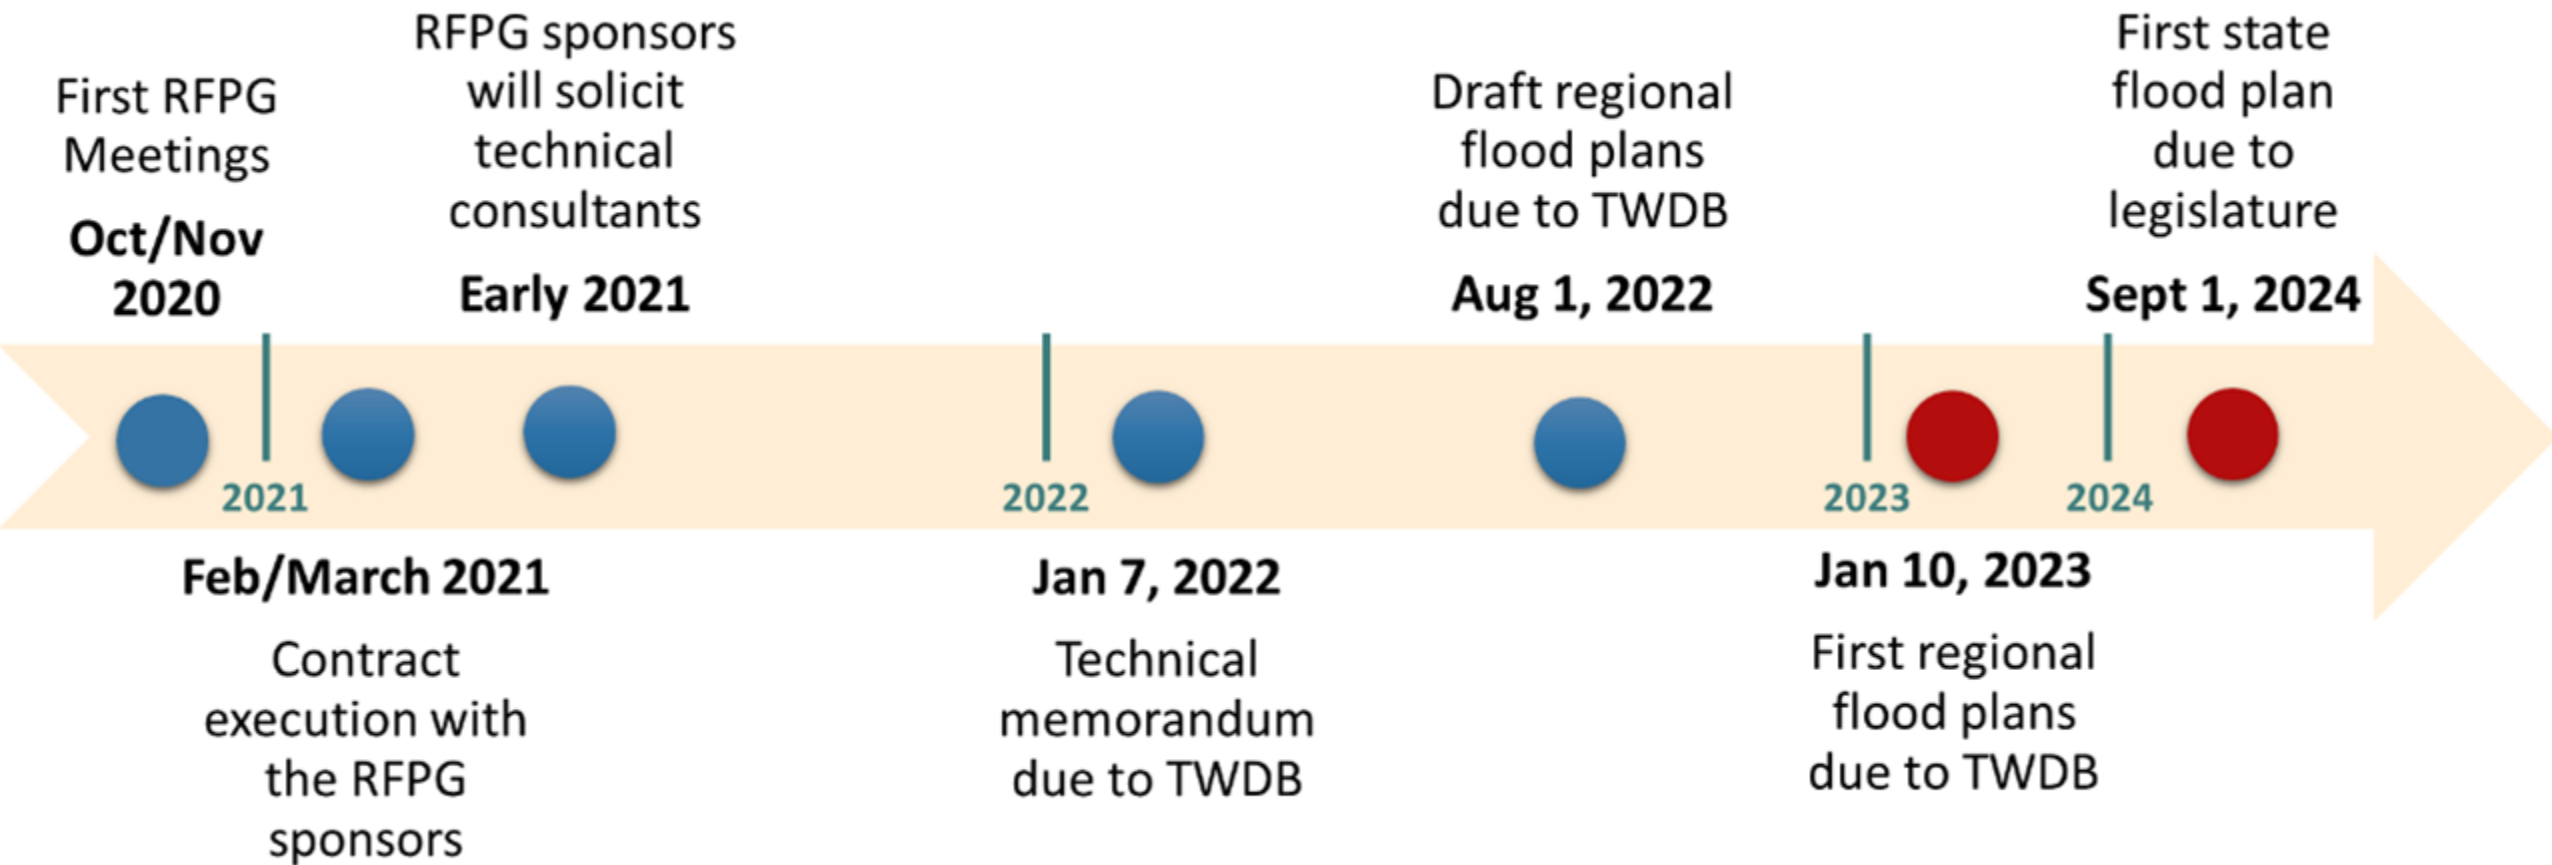 First RFPG
Meetings
Oct/Nov
2020
RFPG sponsors
will solicit
technical
consultants
Early 2021
Draft regional
flood plans
due to TWDB
Aug 1, 2022
First state
flood plan
due to
legislature
Sept 1, 2024
2021
2022
2023
2024
Feb/March 2021
Contract
execution with
the RFPG
sponsors
Jan 7, 2022
Technical
memorandum
due to TWDB
Jan 10, 2023
First regional
flood plans
due to TWDB